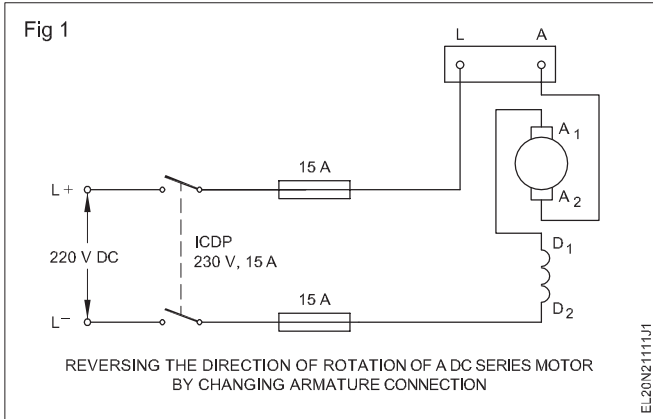 Fig 1
L A
A1
A2
15 A
L +
ICDP
230 V, 15 A
220 V DC
D1
D2
15 A
L–
REVERSING THE DIRECTION OF ROTATION OF A DC SERIES MOTOR
BY CHANGING ARMATURE CONNECTION
EL20N21111J1